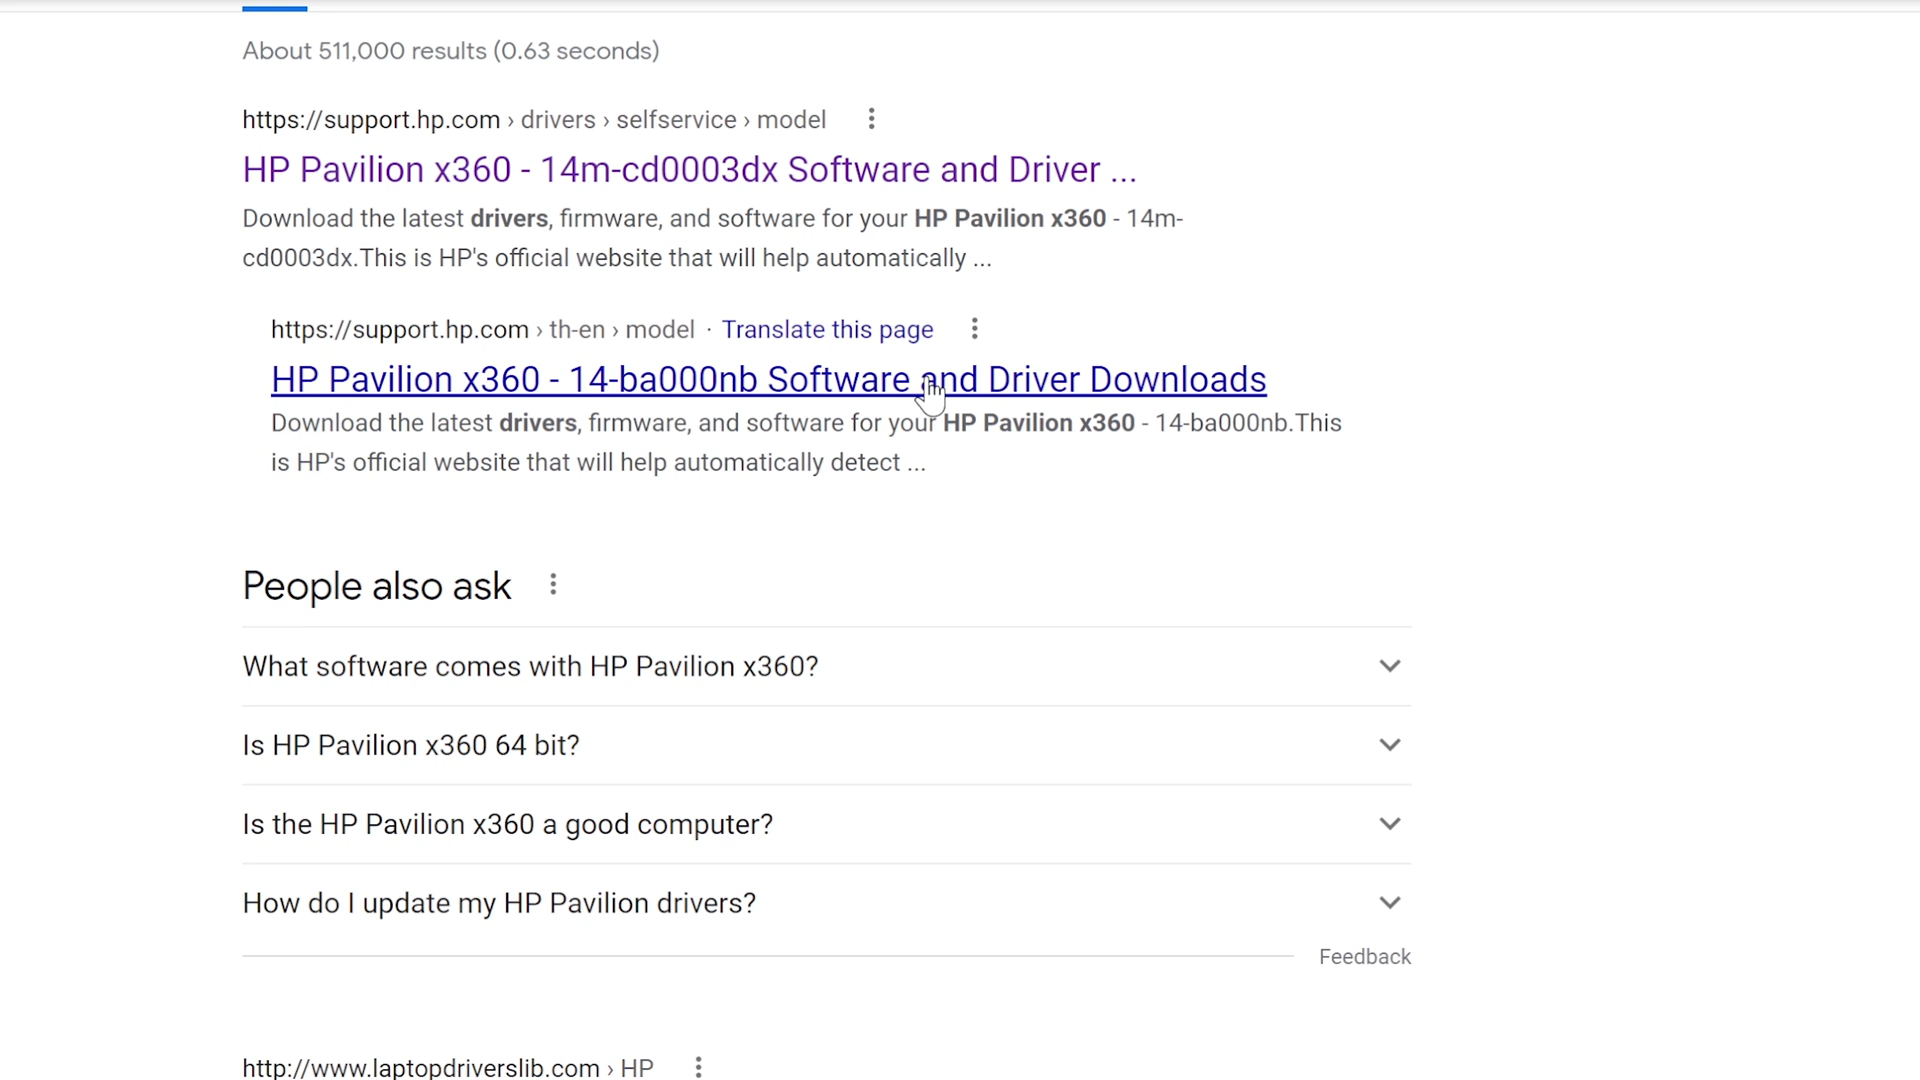 About 511,000 results (0.63 seconds)
https://support.hp.com › drivers › selfservice › model
HP Pavilion x360 - 14m-cd0003dx Software and Driver ...
Download the latest drivers, firmware, and software for your HP Pavilion x360 - 14m-
cd0003dx.This is HP's official website that will help automatically ...
https://support.hp.com › th-en › model · Translate this page
HP Pavilion x360 - 14-ba000nb Software and Driver Downloads
Download the latest drivers, firmware, and software for your HP Pavilion x360 - 14-ba000nb.This
is HP's official website that will help automatically detect ...
People also ask
What software comes with HP Pavilion x360?
Is HP Pavilion x360 64 bit?
Is the HP Pavilion x360 a good computer?
How do I update my HP Pavilion drivers?
Feedback
http://www.laptopdriverslib.com › HP